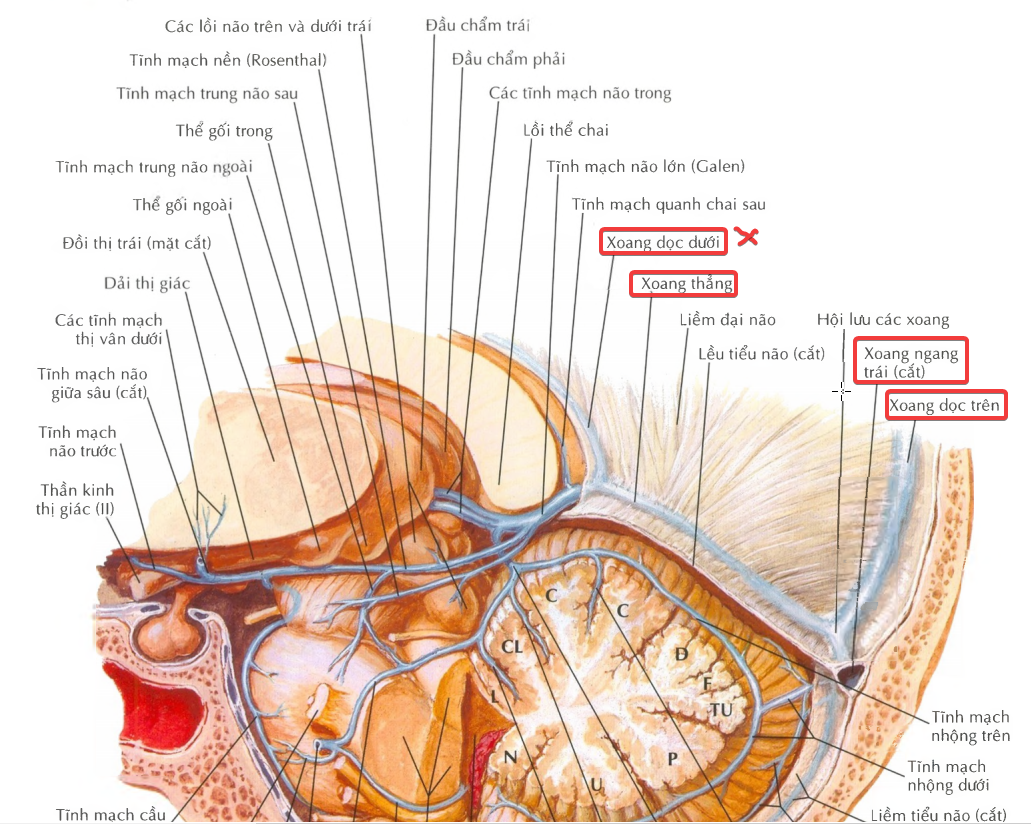 Các lồi não trên và dưới trái
Đầu chẩm trái
Tĩnh mạch nền (Rosenthal)
Đầu chẩm phải
Tĩnh mạch trung não sau
Các tĩnh mạch não trong
Thể gối trong
Lồi thể chai
Tĩnh mạch trung não ngoài
Tĩnh mạch não lớn (Galen)
Thể gối ngoài
Tĩnh mạch quanh chai sau
Đồi thị trái (mặt cắt)
Xoang dọc dưới
Dải thị giác
Xoang thẳng
Các tĩnh mạch
thị vân dưới
Liềm đại não
Hội lưu các xoang
Lều tiểu não (cắt)
Xoang ngang
trái (cắt)
Tĩnh mạch não
giữa sâu (cắt)
Xoang dọc trên
Tĩnh mạch
não trước
Thần kinh
thị giác (II)
C
C
CL
D
F
L
TU
N
P
U
Tĩnh mạch
nhộng trên
Tĩnh mạch
nhộng dưới
Tĩnh mạch cầu
Liềm tiểu não (cắt)